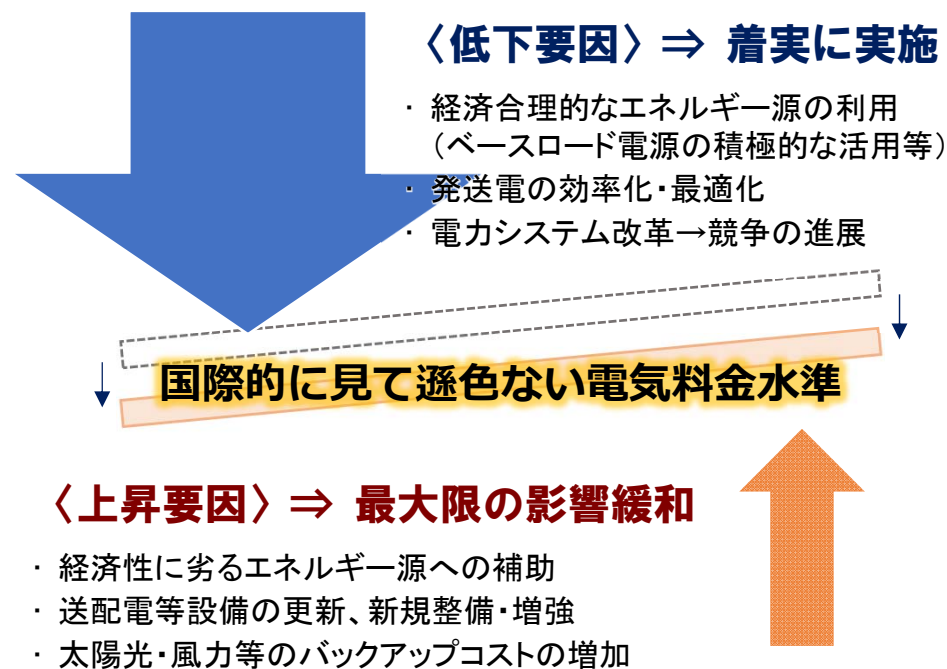 〈低下要因〉 ⇒ 着実に実施
・ 経済合理的なエネルギー源の利用
（ベースロード電源の積極的な活用等）
・ 発送電の効率化・最適化
・ 電力システム改革→競争の進展
国際的に見て遜色ない電気料金水準
〈上昇要因〉 ⇒ 最大限の影響緩和
・ 経済性に劣るエネルギー源への補助
・ 送配電等設備の更新、新規整備・増強
・ 太陽光・風力等のバックアップコストの増加